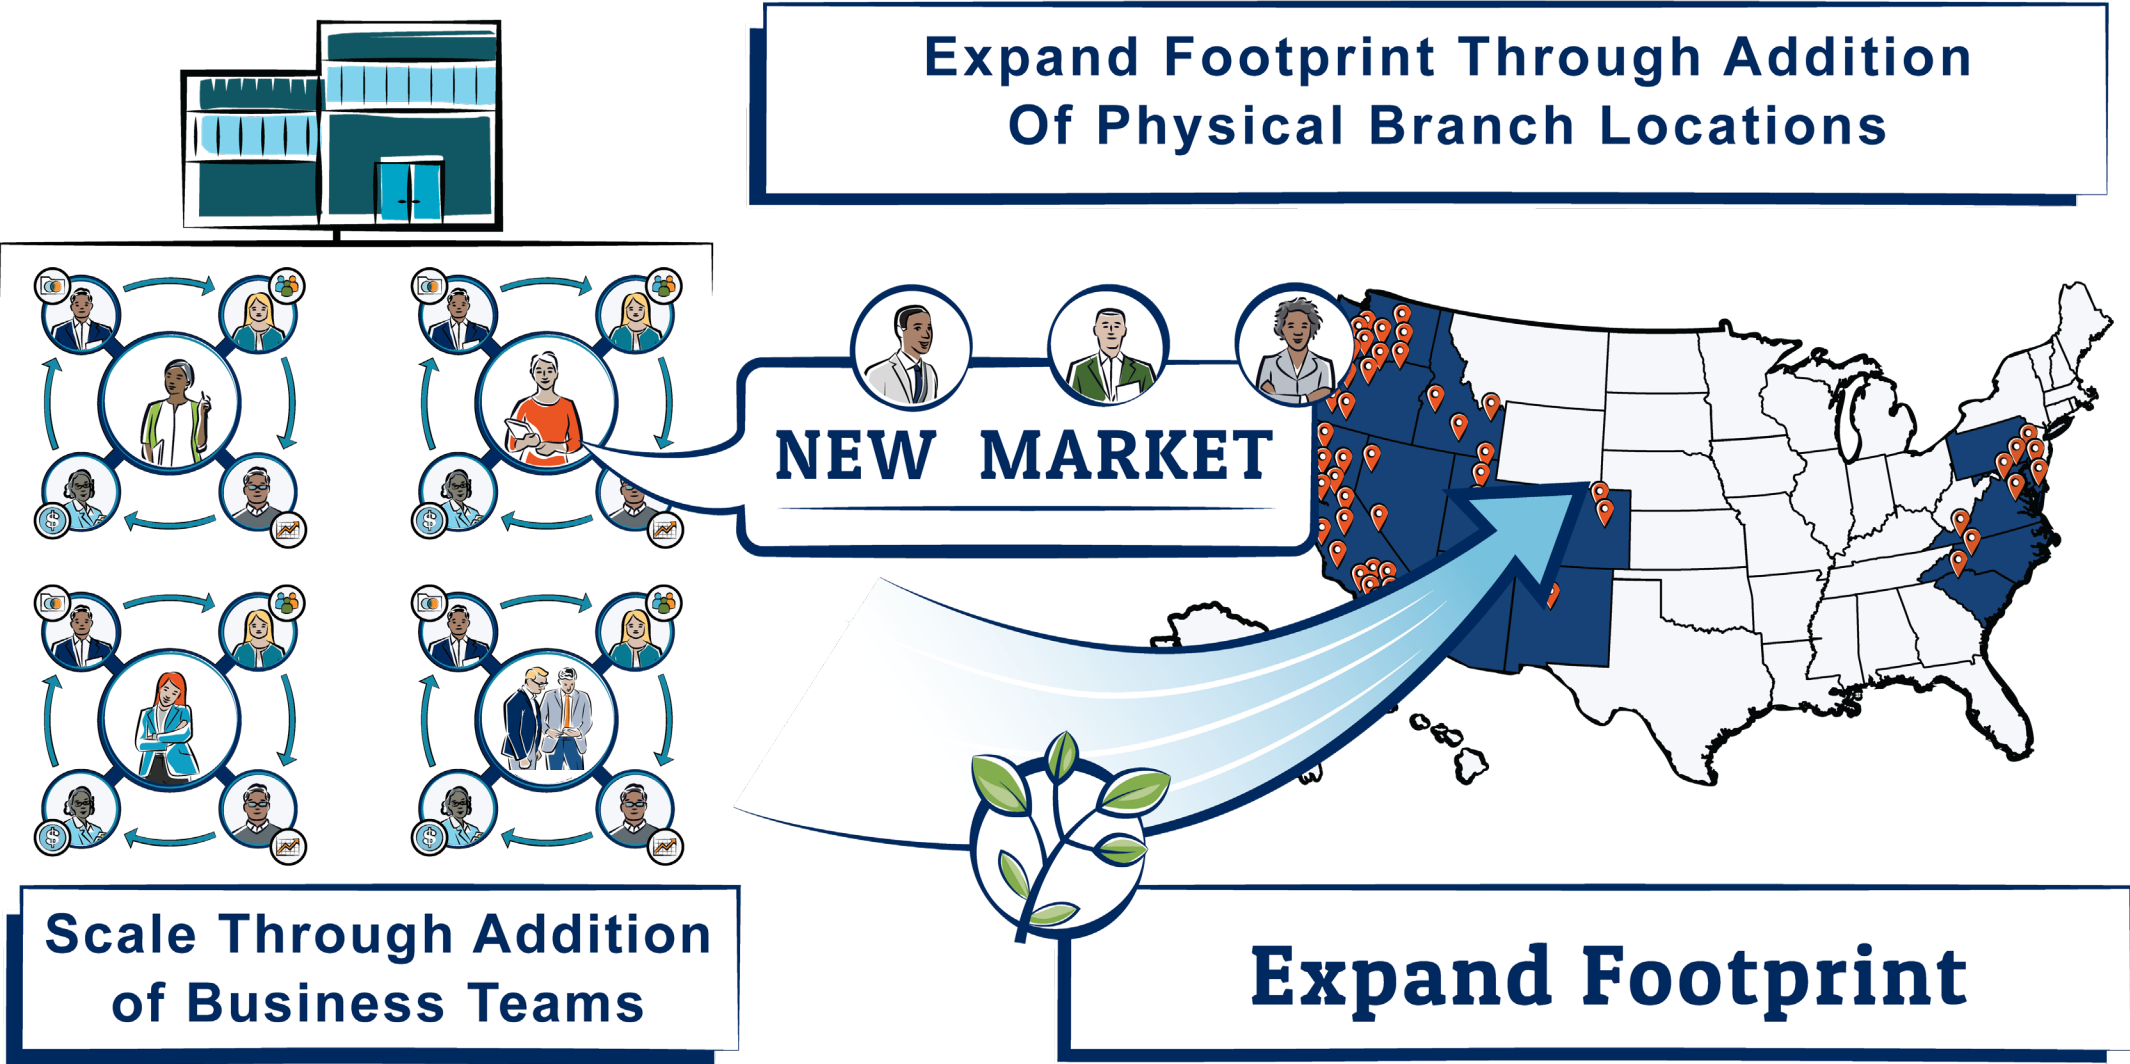 Expand Footprint Through Addition
Of Physical Branch Locations
NEW MARKET
$
$
$
$
Scale Through Addition
of Business Teams
Expand Footprint